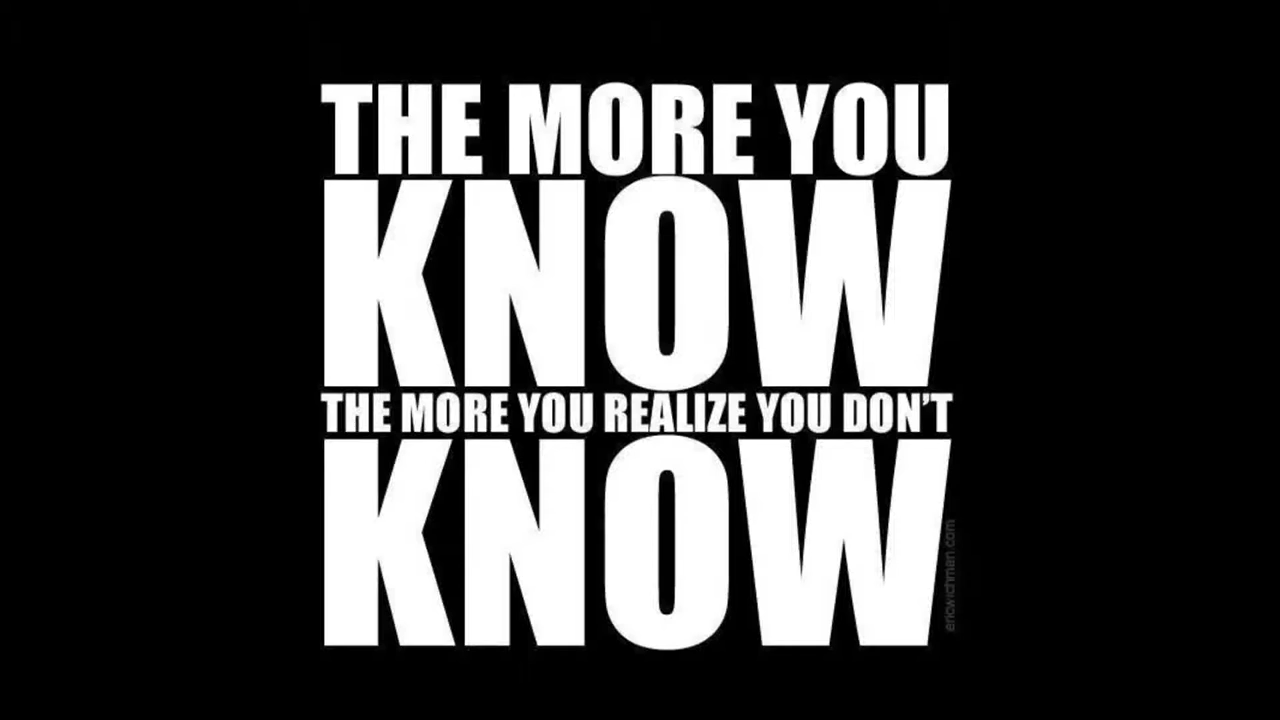 THE MORE YOU
KNOW
THE MORE YOU REALIZE YOU DON'T
KNOW
ericwichman.com